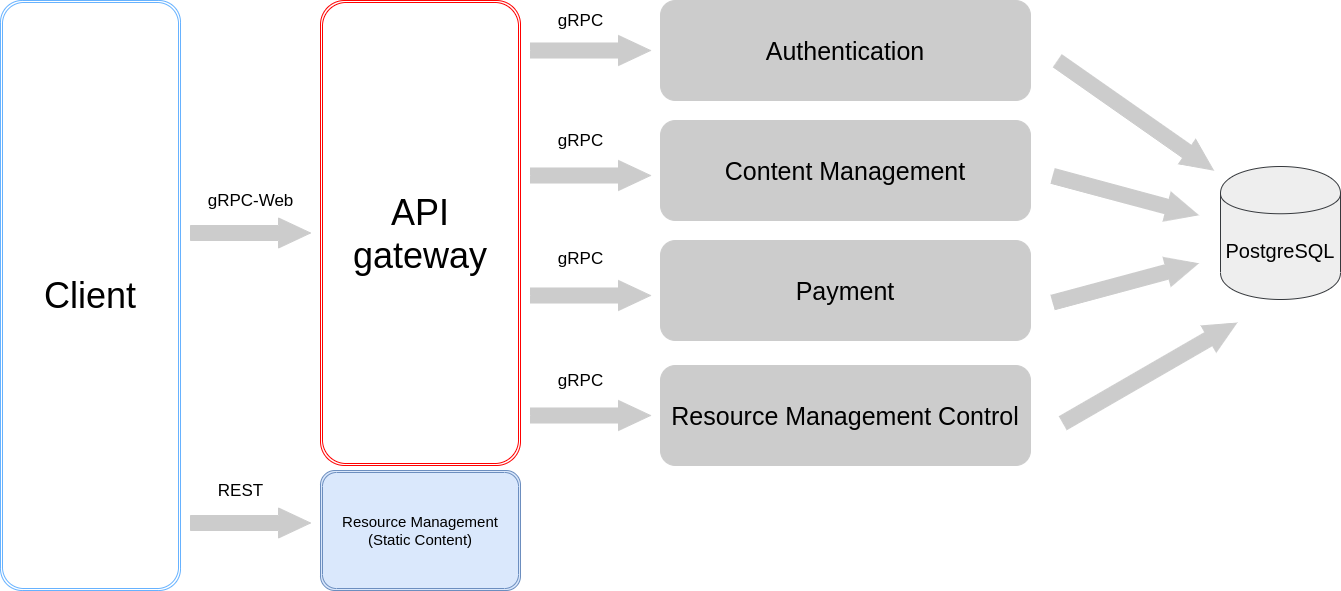 Client
gRPC-Web
REST
API
gateway
Resource Management
(Static Content)
gRPC
Authentication
gRPC
Content Management
gRPC
Payment
gRPC
Resource Management Control
PostgreSQL